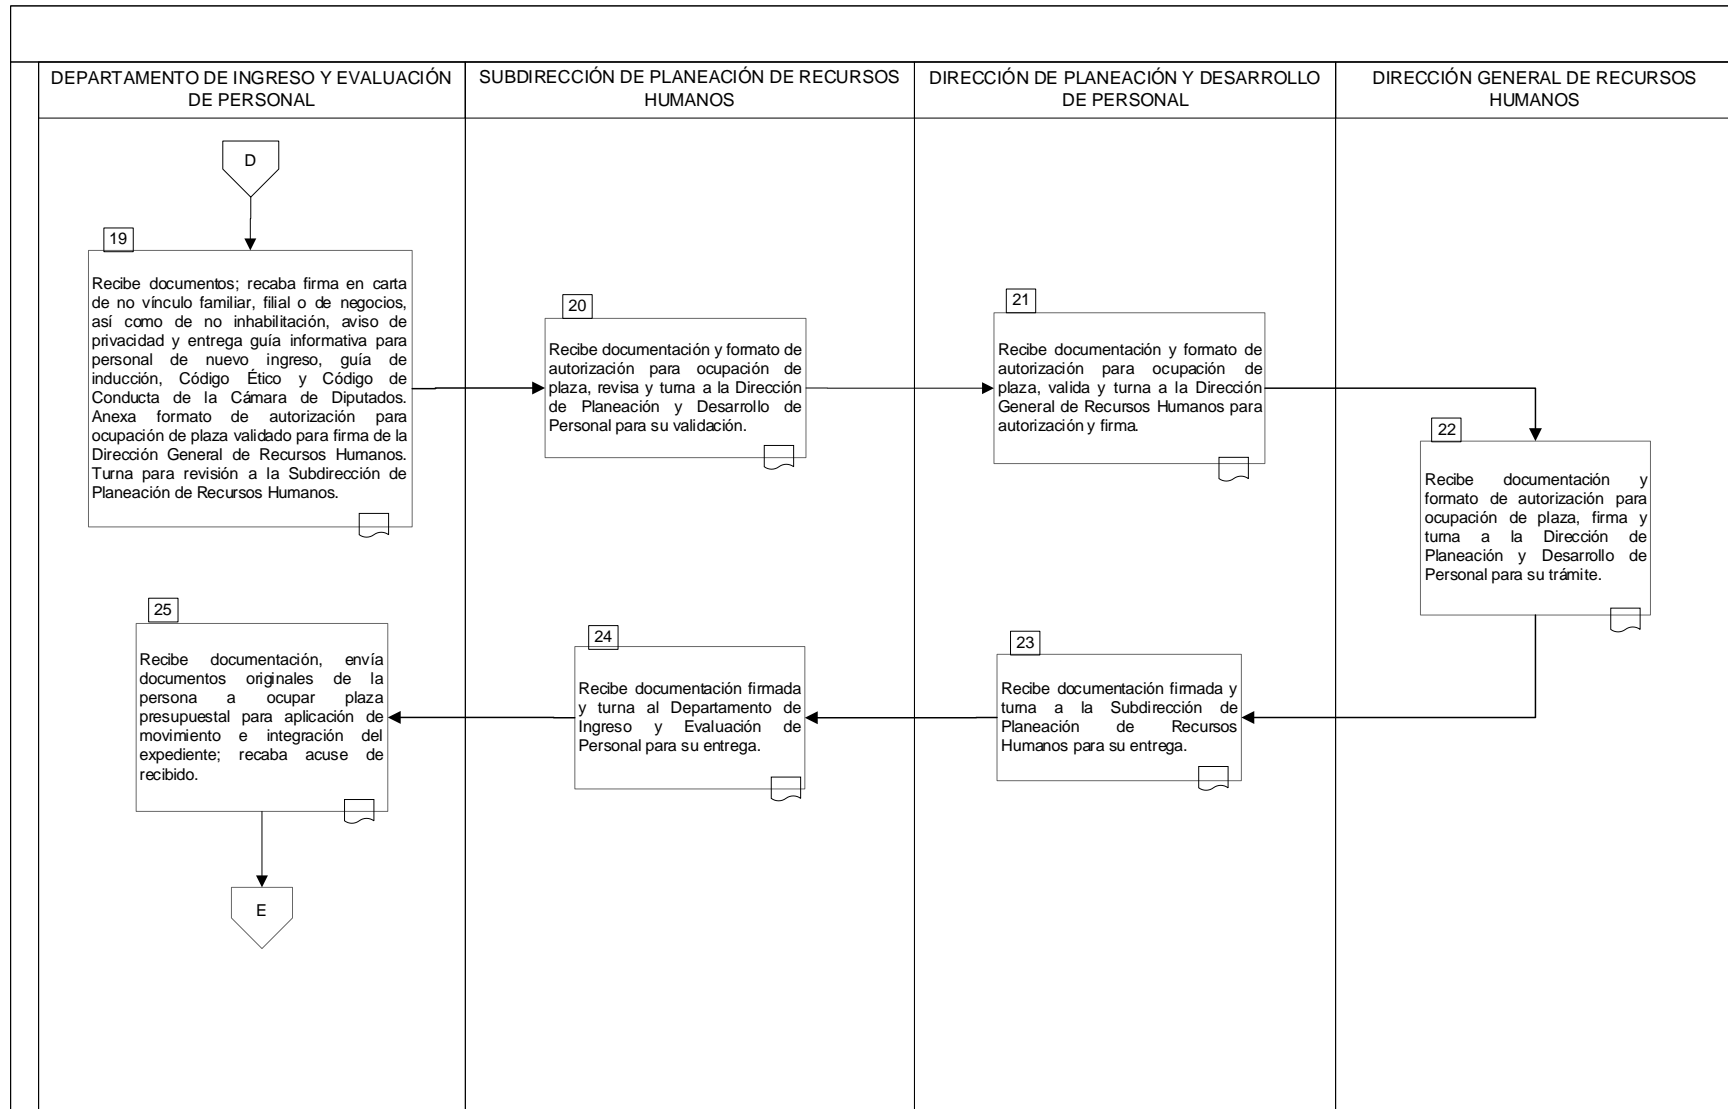 DEPARTAMENTO DE INGRESO Y EVALUACIÓN
DE PERSONAL
SUBDIRECCIÓN DE PLANEACIÓN DE RECURSOS
HUMANOS
DIRECCIÓN DE PLANEACIÓN Y DESARROLLO
DE PERSONAL
DIRECCIÓN GENERAL DE RECURSOS
HUMANOS
D
19
Recibe documentos; recaba firma en carta
de no vínculo familiar, filial o de negocios,
así como de no inhabilitación, aviso de
privacidad y entrega guía informativa para
personal de nuevo ingreso, guía de
inducción, Código Ético y Código de
Conducta de la Cámara de Diputados.
Anexa formato de autorización para
ocupación de plaza validado para firma de la
Dirección General de Recursos Humanos.
Turna para revisión a la Subdirección de
Planeación de Recursos Humanos.
20
Recibe documentación y formato de
autorización para ocupación de
plaza, revisa y turna a la Dirección
de Planeación y Desarrollo de
Personal para su validación.
21
Recibe documentación y formato de
autorización para ocupación de
plaza, valida y turna a la Dirección
General de Recursos Humanos para
autorización y firma.
22
Recibe documentación y
formato de autorización para
ocupación de plaza, firma y
turna a la Dirección de
Planeación y Desarrollo de
Personal para su trámite.
23
Recibe documentación firmada y
turna a la Subdirección de
Planeación de Recursos
Humanos para su entrega.
24
Recibe documentación firmada
y turna al Departamento de
Ingreso y Evaluación de
Personal para su entrega.
25
Recibe documentación, envía
documentos originales de la
persona a ocupar plaza
presupuestal para aplicación de
movimiento e integración del
expediente; recaba acuse de
recibido.
E